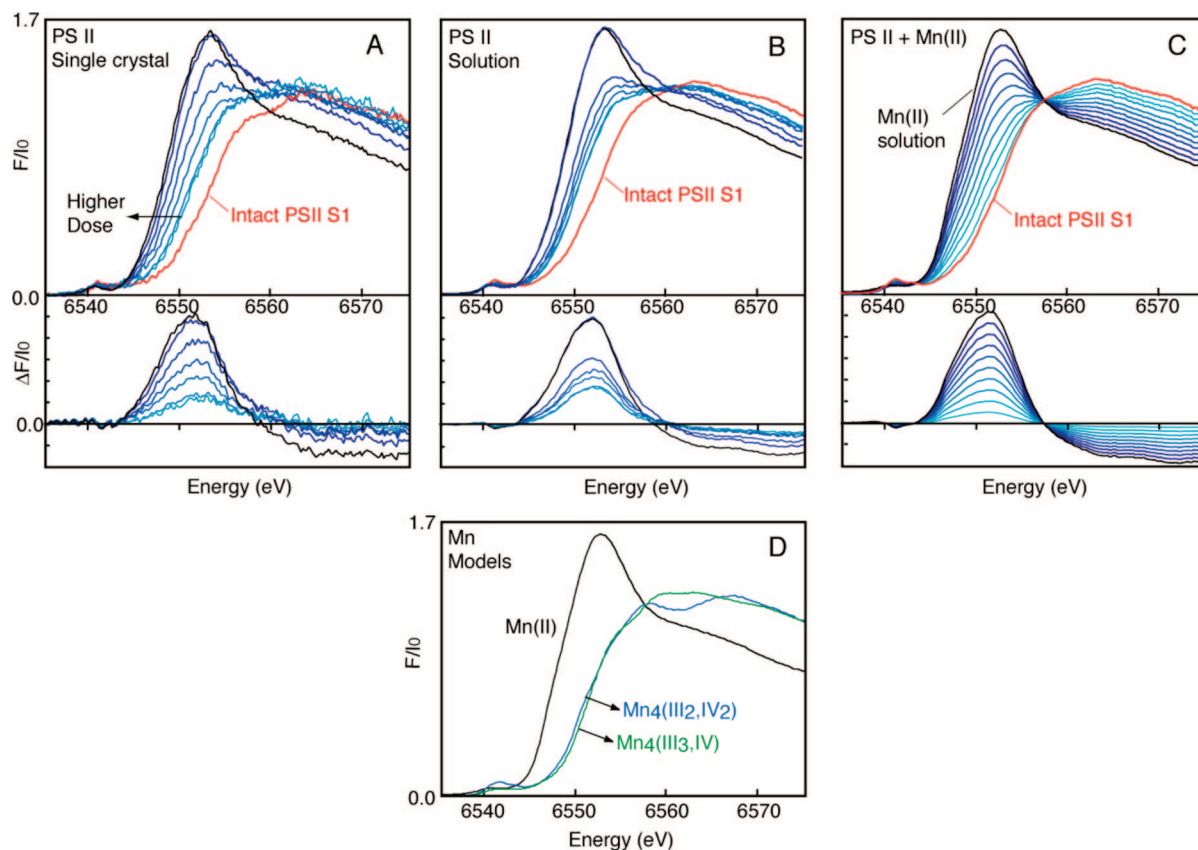 1.7
PS II
Single crystal
A
F/I0
Higher
Dose
Intact PSII S1
0.0
6540 6550 6560 6570
ΔF/I0
0.0
Energy (eV)
PS II
Solution
B
Intact PSII S1
6540 6550 6560 6570
Energy (eV)
PS II + Mn(II)
C
Mn(II)
solution
Intact PSII S1
6540 6550 6560 6570
Energy (eV)
1.7
Mn
Models
D
Mn(II)
F/I0
Mn4(III2,IV2)
Mn4(III3,IV)
0.0
6540 6550 6560 6570
Energy (eV)